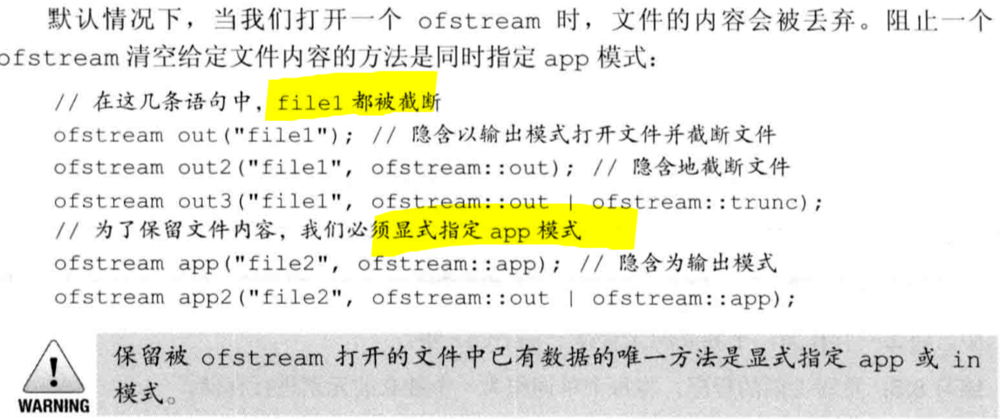 默认情况下，当我们打开一个 ofstream 时，文件的内容会被丢弃。阻止一个
ofstream 清空给定文件内容的方法是同时指定 app 模式：
// 在这几条语句中，file1 都被截断
ofstream out("file1"); // 隐含以输出模式打开文件并截断文件
ofstream out2("file1", ofstream::out); // 隐含地截断文件
ofstream out3("file1", ofstream::out | ofstream::trunc);
// 为了保留文件内容，我们必须显式指定 app 模式
ofstream app("file2", ofstream::app); // 隐含为输出模式
ofstream app2("file2", ofstream::out | ofstream::app);
保留被 ofstream 打开的文件中已有数据的唯一方法是显式指定 app 或 in
模式。
WARNING